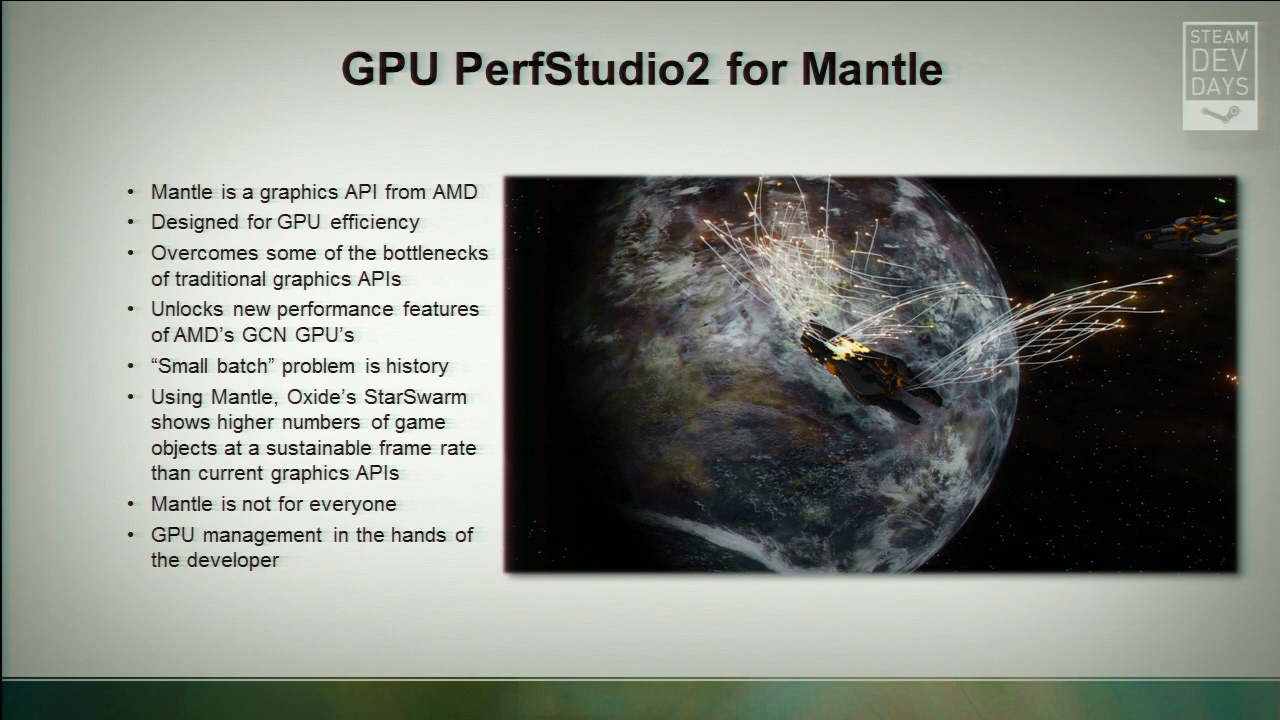 GPU PerfStudio2 for Mantle
STEAM
DEV
DAYS
• Mantle is a graphics API from AMD
• Designed for GPU efficiency
• Overcomes some of the bottlenecks
of traditional graphics APIs
• Unlocks new performance features
of AMD’s GCN GPU’s
• “Small batch” problem is history
• Using Mantle, Oxide’s StarSwarm
shows higher numbers of game
objects at a sustainable frame rate
than current graphics APIs
• Mantle is not for everyone
• GPU management in the hands of
the developer